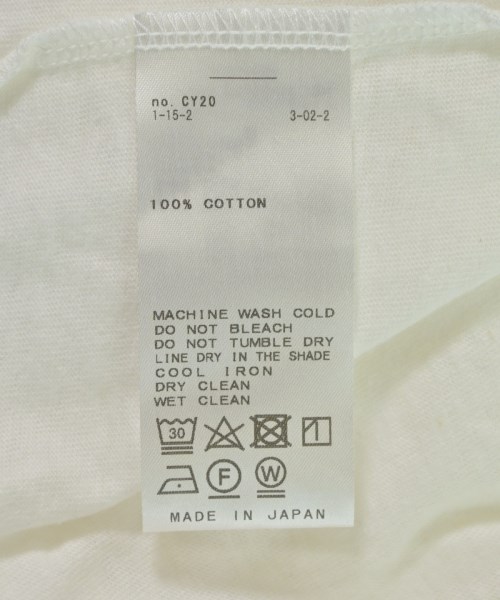 no. CY20
1-15-2 3-02-2
100% COTTON
MACHINE WASH COLD
DO NOT BLEACH
DO NOT TUMBLE DRY
LINE DRY IN THE SHADE
COOL IRON
DRY CLEAN
WET CLEAN
30
F W
MADE IN JAPAN